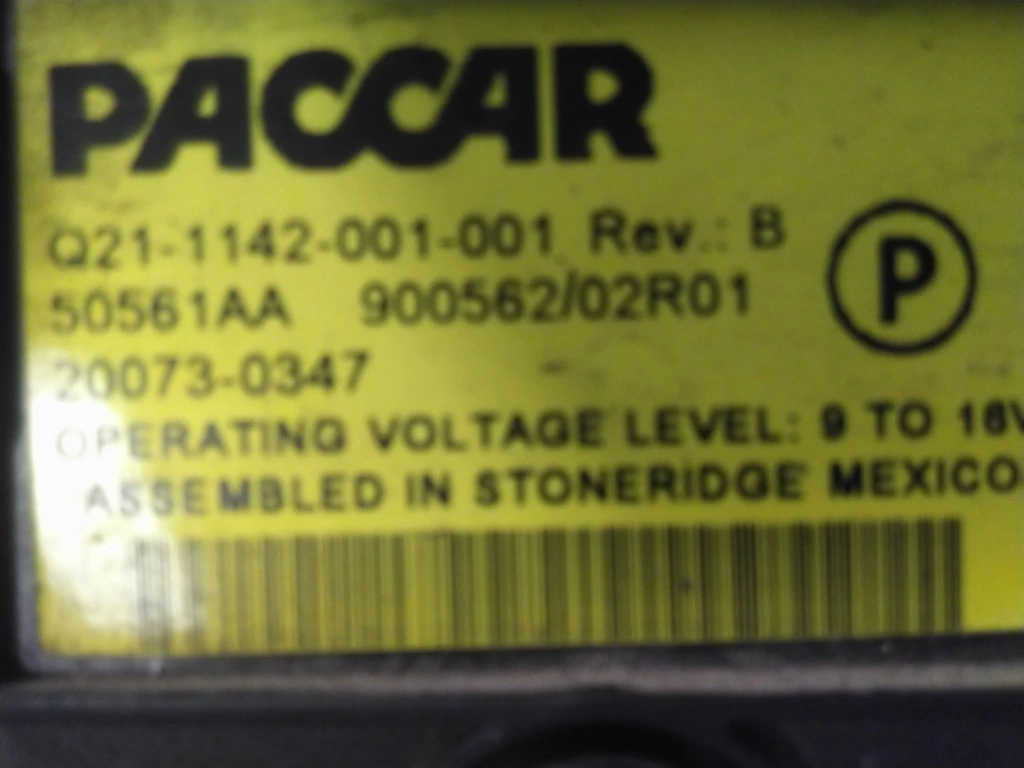 PACCAR
Q21-1142-001-001 Rev.: B
P
50561AA 900562/02R01
20073-0347
OPERATING VOLTAGE LEVEL: 9 TO 16V
ASSEMBLED IN STONERIDGE MEXICO